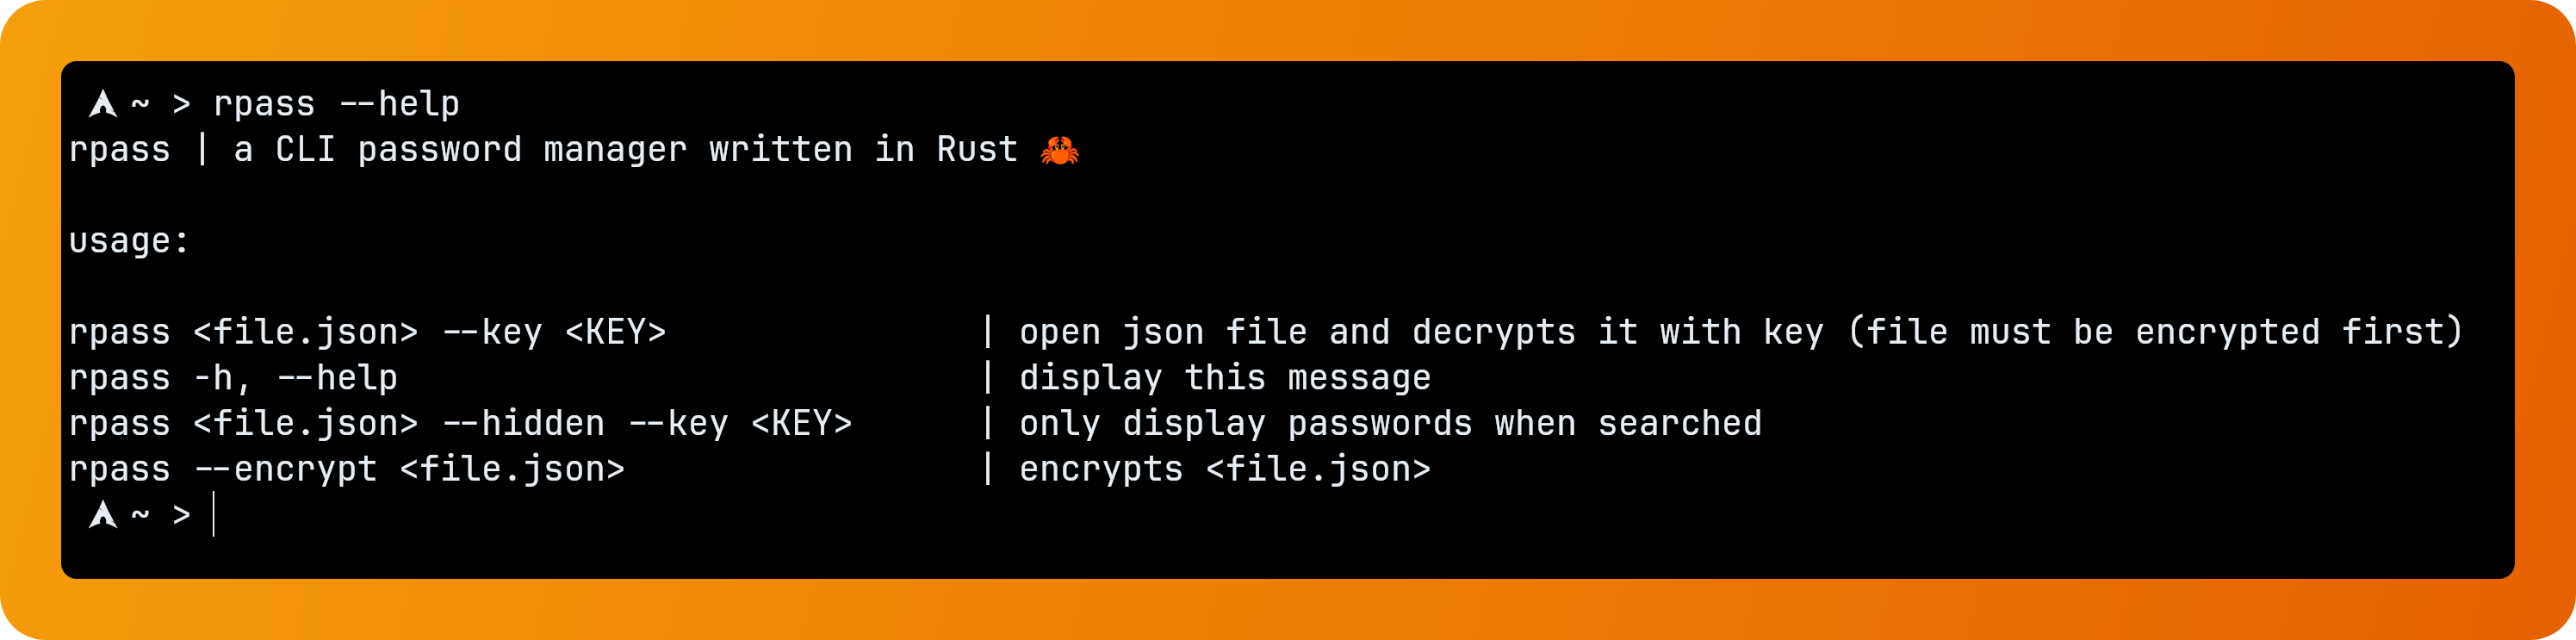 ~ > rpass --help
rpass | a CLI password manager written in Rust 🦀
usage:
rpass <file.json> --key <KEY> | open json file and decrypts it with key (file must be encrypted first)
rpass -h, --help | display this message
rpass <file.json> --hidden --key <KEY> | only display passwords when searched
rpass --encrypt <file.json> | encrypts <file.json>
~ >